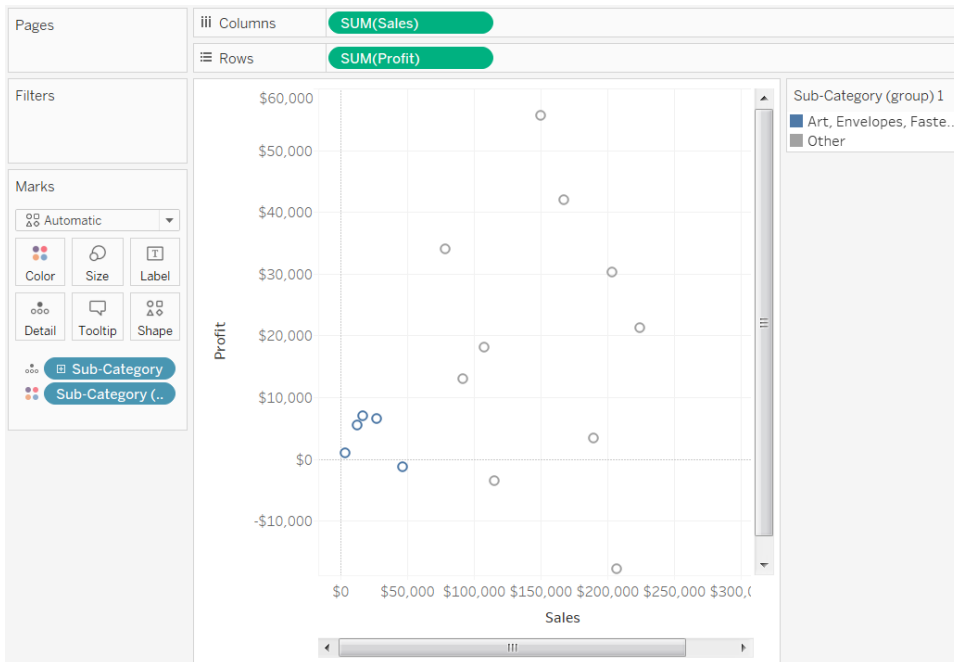 Pages
iii Columns
SUM(Sales)
Rows
SUM(Profit)
Filters
Marks
Automatic
Color
Size
Label
Detail
Tooltip
Shape
Sub-Category
Sub-Category (..
$60,000
$50,000
$40,000
$30,000
$20,000
$10,000
$0
-$10,000
Profit
$0 $50,000 $100,000 $150,000 $200,000 $250,000 $300,(
Sales
Sub-Category (group) 1
Art, Envelopes, Faste..
Other